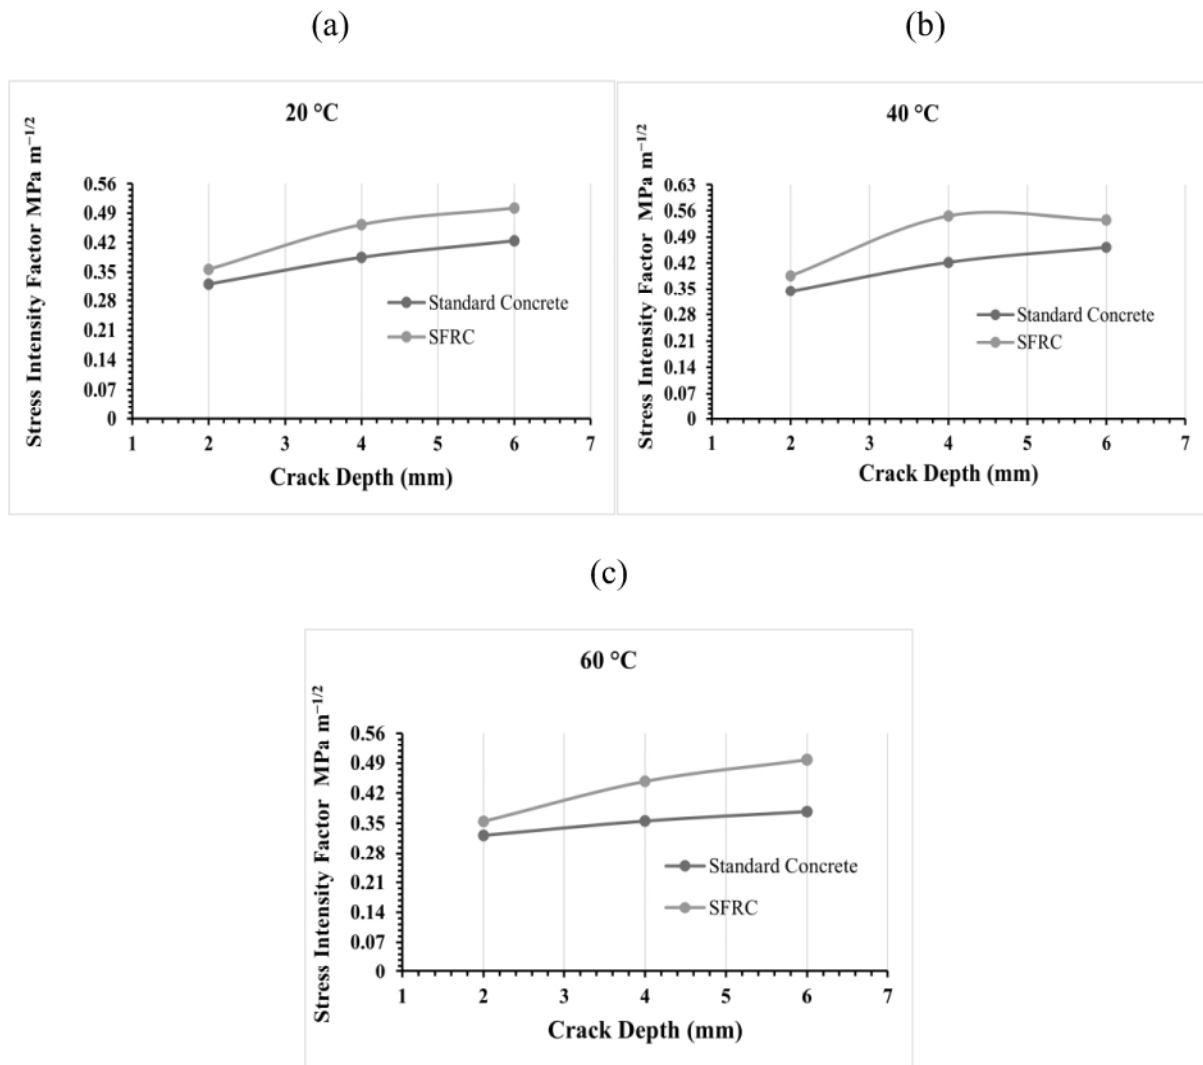 (a)
(b)
20 °C
Stress Intensity Factor MPa m−1/2
0.56
0.49
0.42
0.35
0.28
0.21
0.14
0.07
0
1 2 3 4 5 6 7
Crack Depth (mm)
Standard Concrete
SFRC
40 °C
Stress Intensity Factor MPa m−1/2
0.63
0.56
0.49
0.42
0.35
0.28
0.21
0.14
0.07
0
1 2 3 4 5 6 7
Crack Depth (mm)
Standard Concrete
SFRC
(c)
60 °C
Stress Intensity Factor MPa m−1/2
0.56
0.49
0.42
0.35
0.28
0.21
0.14
0.07
0
1 2 3 4 5 6 7
Crack Depth (mm)
Standard Concrete
SFRC